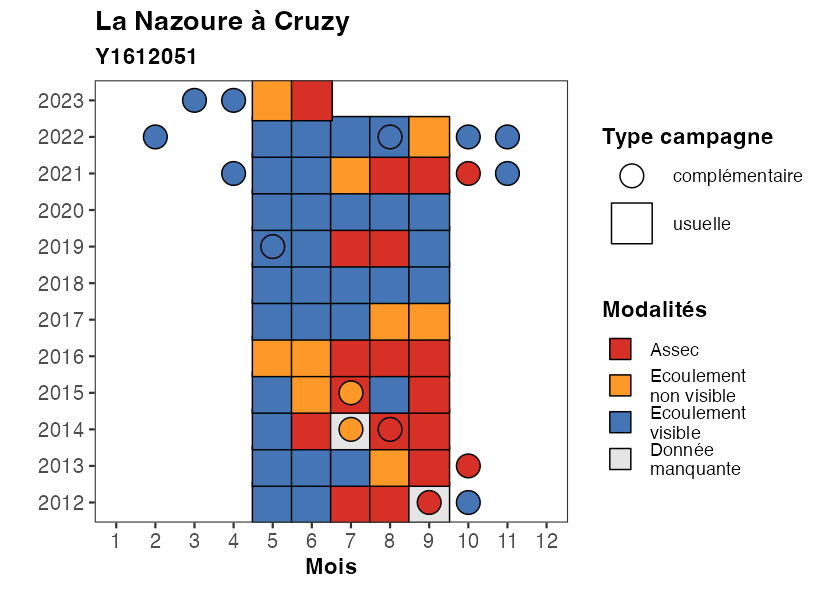 La Nazoure à Cruzy
Y1612051
2023
2022
2021
2020
2019
2018
2017
2016
2015
2014
2013
2012
1 2 3 4 5 6 7 8 9 10 11 12
Mois
Type campagne
complémentaire
usuelle
Modalités
Assec
Ecoulement
non visible
Ecoulement
visible
Donnée
manquante